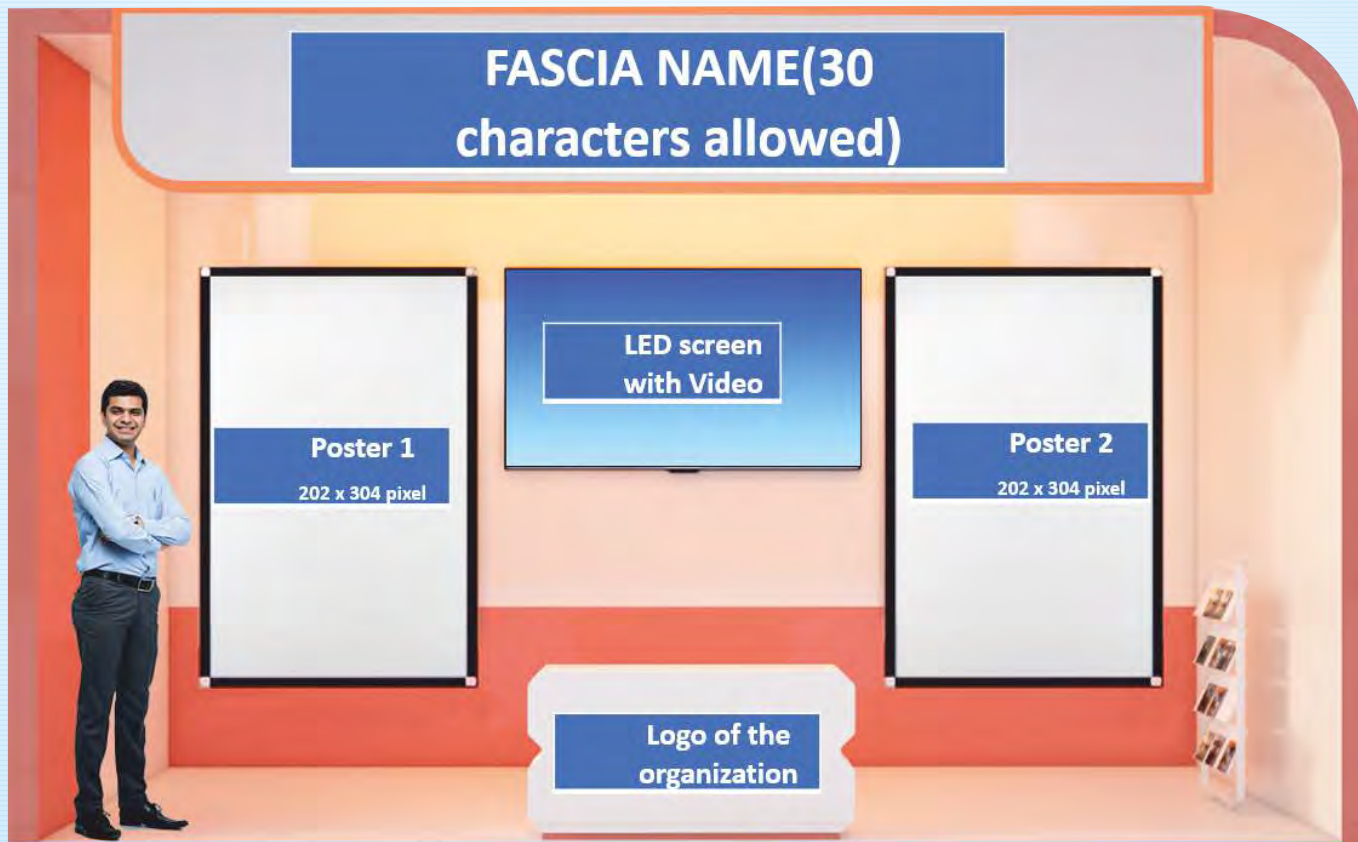 FASCIA NAME(30
characters allowed)
LED screen
with Video
Poster 1
202 x 304 pixel
Poster 2
202 x 304 pixel
Logo of the
organization